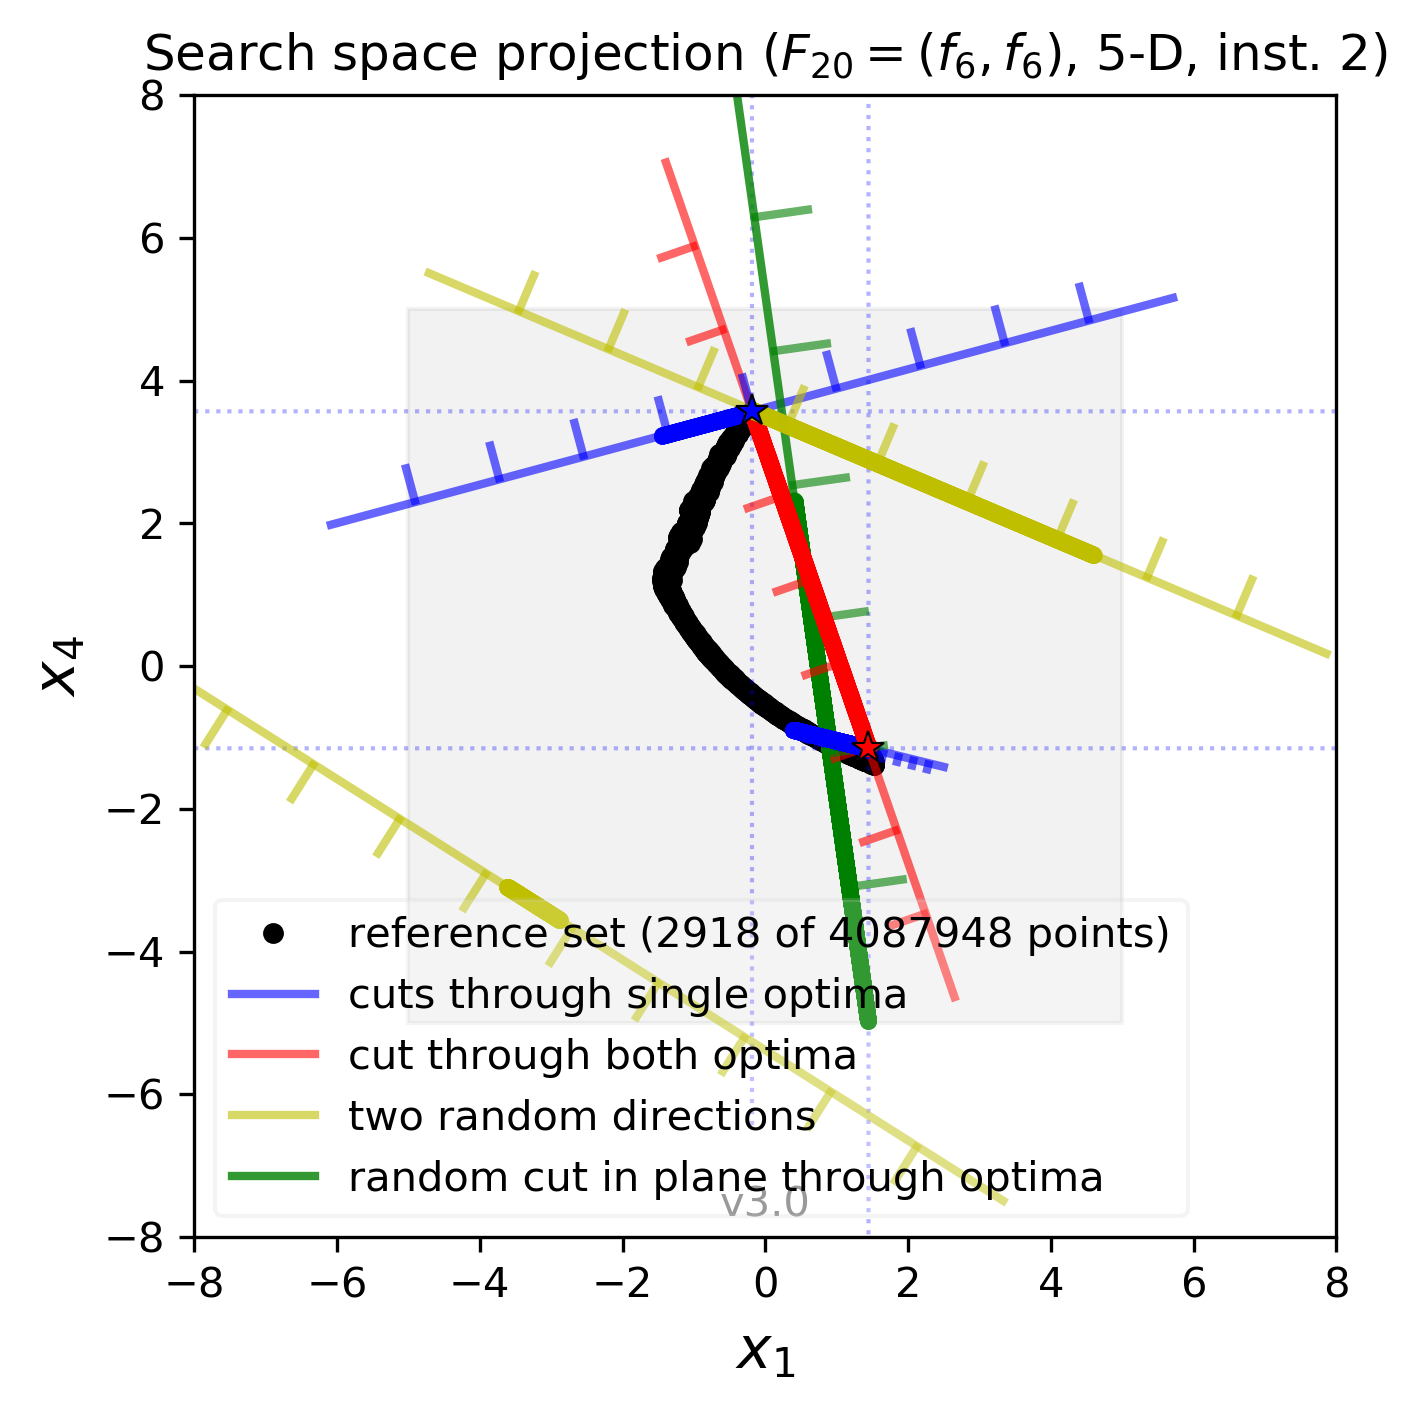 Search space projection (F₂₀ = (f₆, f₆), 5-D, inst. 2)
8
6
4
2
0
−2
−4
−6
−8
x₄
reference set (2918 of 4087948 points)
cuts through single optima
cut through both optima
two random directions
random cut in plane through optima
v3.0
−8 −6 −4 −2 0 2 4 6 8
x₁